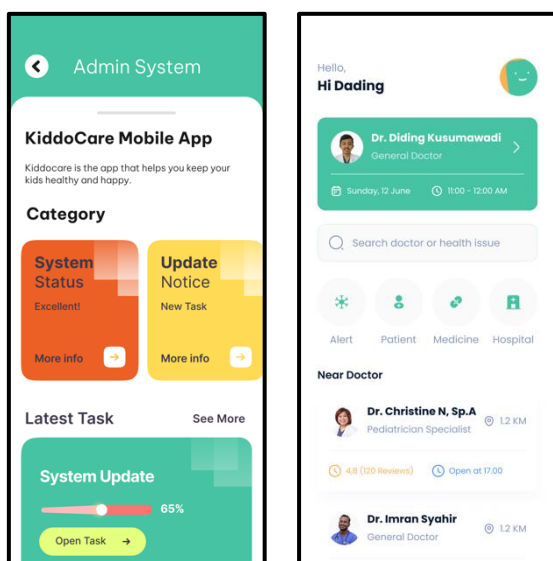 Admin System
KiddoCare Mobile App
Kiddocare is the app that helps you keep your
kids healthy and happy.
Category
System
Status
Excellent!
More info
Update
Notice
New Task
More info
Latest Task
See More
System Update
65%
Open Task
Hello,
Hi Dading
Dr. Diding Kusumawadi
General Doctor
Sunday, 12 June
11:00 - 12:00 AM
Search doctor or health issue
Alert
Patient
Medicine
Hospital
Near Doctor
Dr. Christine N, Sp.A
Pediatrician Specialist
1.2 KM
4,8 (120 Reviews)
Open at 17.00
Dr. Imran Syahir
General Doctor
1.2 KM